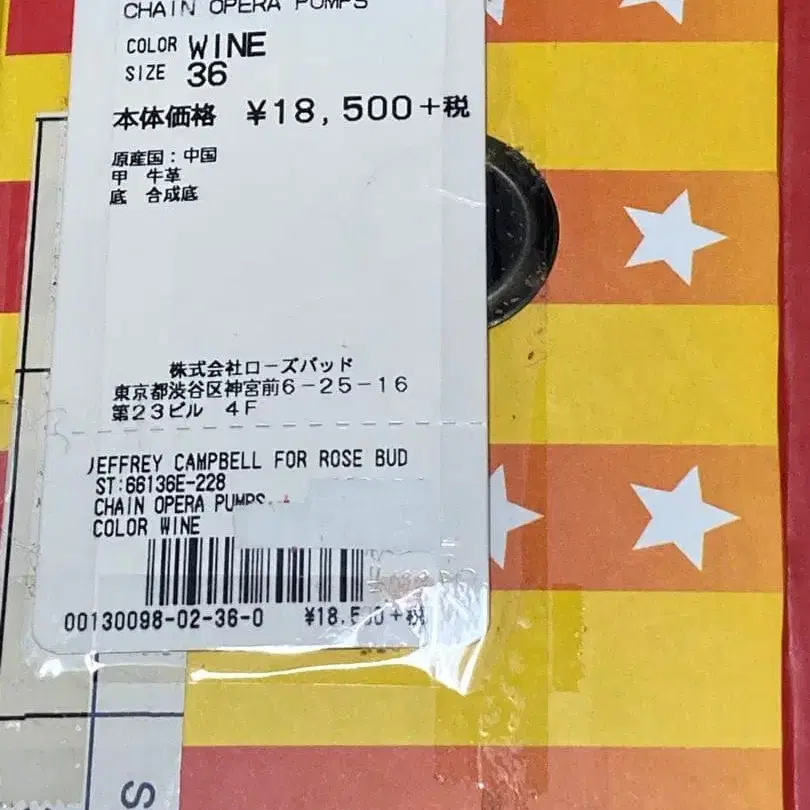 CHAIN OPERA PUMPS
COLOR WINE
SIZE 36
本体価格 ¥18,500+税
原産国:中国
甲 牛革
底 合成底
株式会社ローズバッド
東京都渋谷区神宮前6-25-16
第23ビル 4F
JEFFREY CAMPBELL FOR ROSE BUD
ST:66136E-228
CHAIN OPERA PUMPS
COLOR WINE
00130098-02-36-0 ¥18,500+税
S